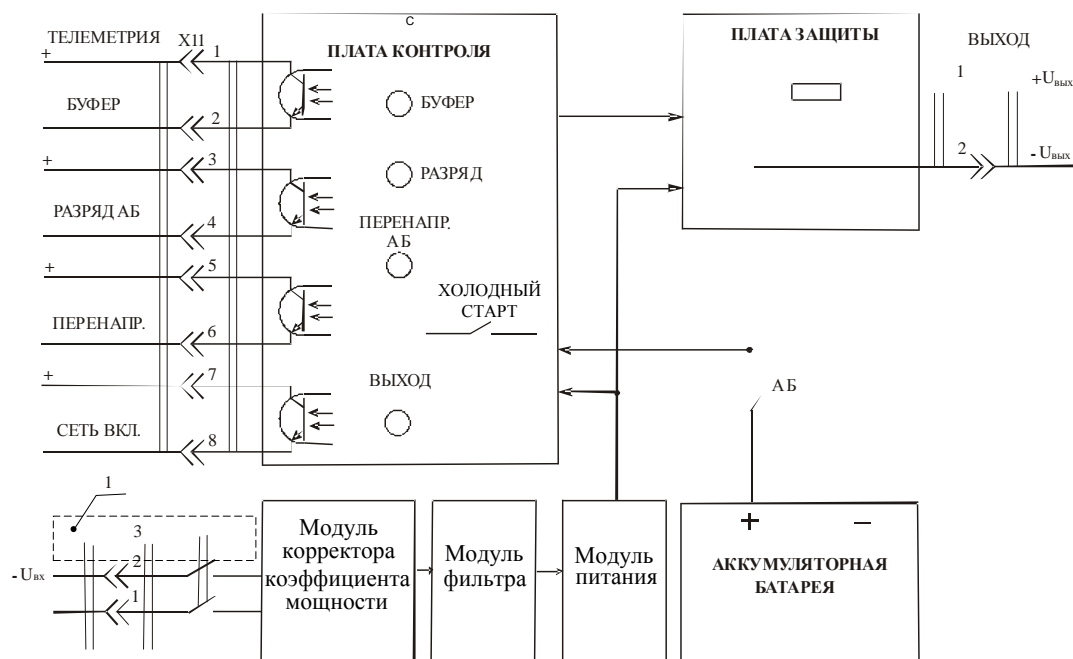 с
ТЕЛЕМЕТРИЯ X11 1
+
ПЛАТА КОНТРОЛЯ
ПЛАТА ЗАЩИТЫ
ВЫХОД
БУФЕР
2
БУФЕР
1
+Uвых
+
3
РАЗРЯД
2
- Uвых
РАЗРЯД АБ
4
ПЕРЕНАПР.
АБ
+
5
ХОЛОДНЫЙ
СТАРТ
ПЕРЕНАПР.
6
+
7
ВЫХОД
АБ
СЕТЬ ВКЛ.
8
1
3
- Uвх
2
1
Модуль
корректора
коэффициента
мощности
Модуль
фильтра
Модуль
питания
+ −
АККУМУЛЯТОРНАЯ
БАТАРЕЯ